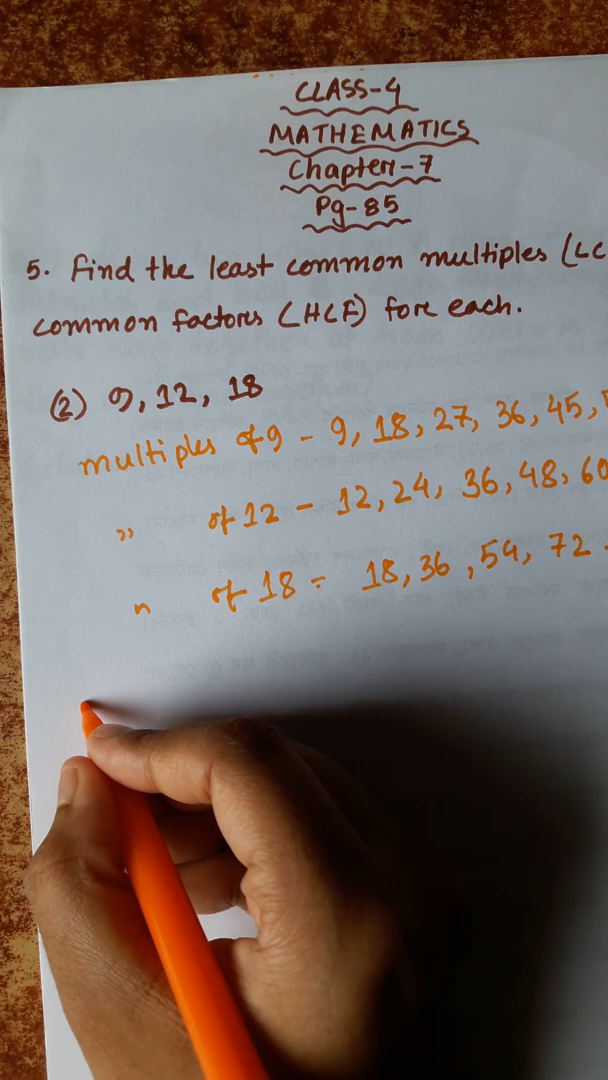 CLASS-4
MATHEMATICS
Chapter-7
Pg-85
5. Find the least common multiples (LC
common factors (HCF) fore each.
(2) 9, 12, 18
multiples of 9 - 9, 18, 27, 36, 45,
" of 12 - 12, 24, 36, 48, 60
" of 18 - 18, 36, 54, 72